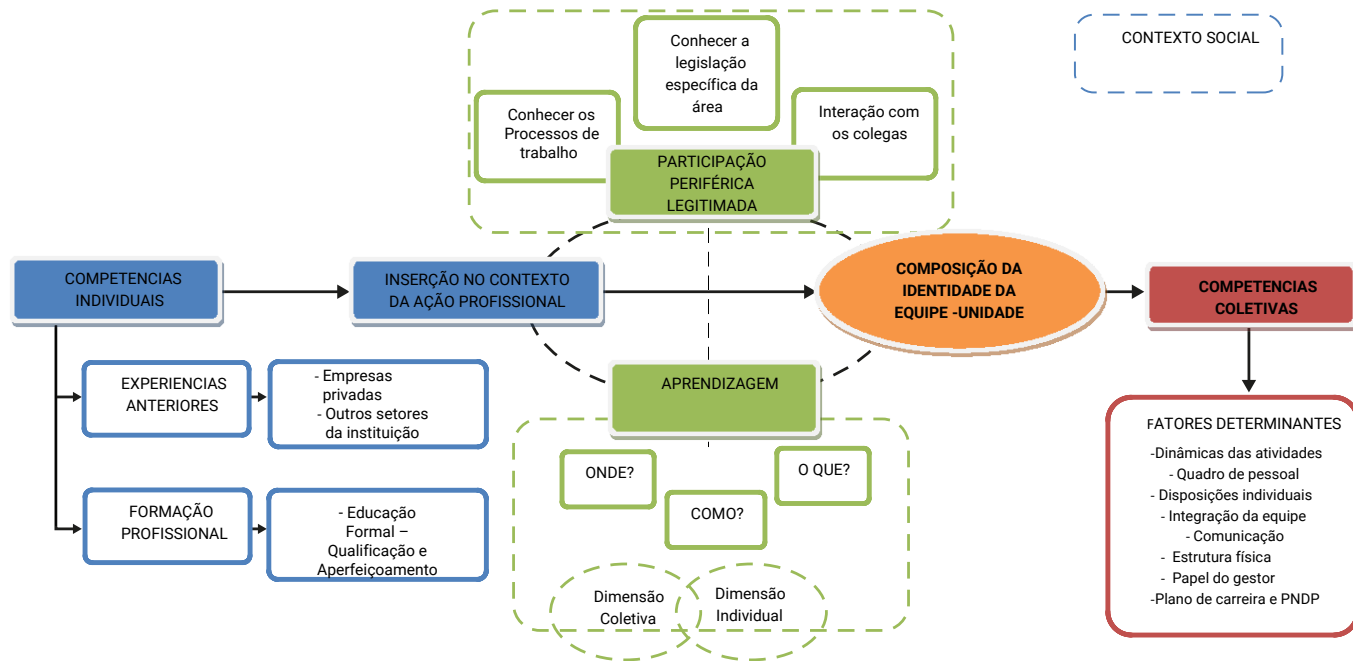 CONTEXTO SOCIAL
Conhecer a
legislação
específica da
área
Conhecer os
Processos de
trabalho
Interação com
os colegas
PARTICIPAÇÃO
PERIFÉRICA
LEGITIMADA
COMPETENCIAS
INDIVIDUAIS
INSERÇÃO NO CONTEXTO
DA AÇÃO PROFISSIONAL
COMPOSIÇÃO DA
IDENTIDADE DA
EQUIPE -UNIDADE
COMPETENCIAS
COLETIVAS
EXPERIENCIAS
ANTERIORES
- Empresas
privadas
- Outros setores
da instituição
FORMAÇÃO
PROFISSIONAL
- Educação
Formal –
Qualificação e
Aperfeiçoamento
APRENDIZAGEM
ONDE?
O QUE?
COMO?
Dimensão
Coletiva
Dimensão
Individual
FATORES DETERMINANTES
-Dinâmicas das atividades
- Quadro de pessoal
- Disposições individuais
- Integração da equipe
- Comunicação
- Estrutura física
- Papel do gestor
-Plano de carreira e PNDP